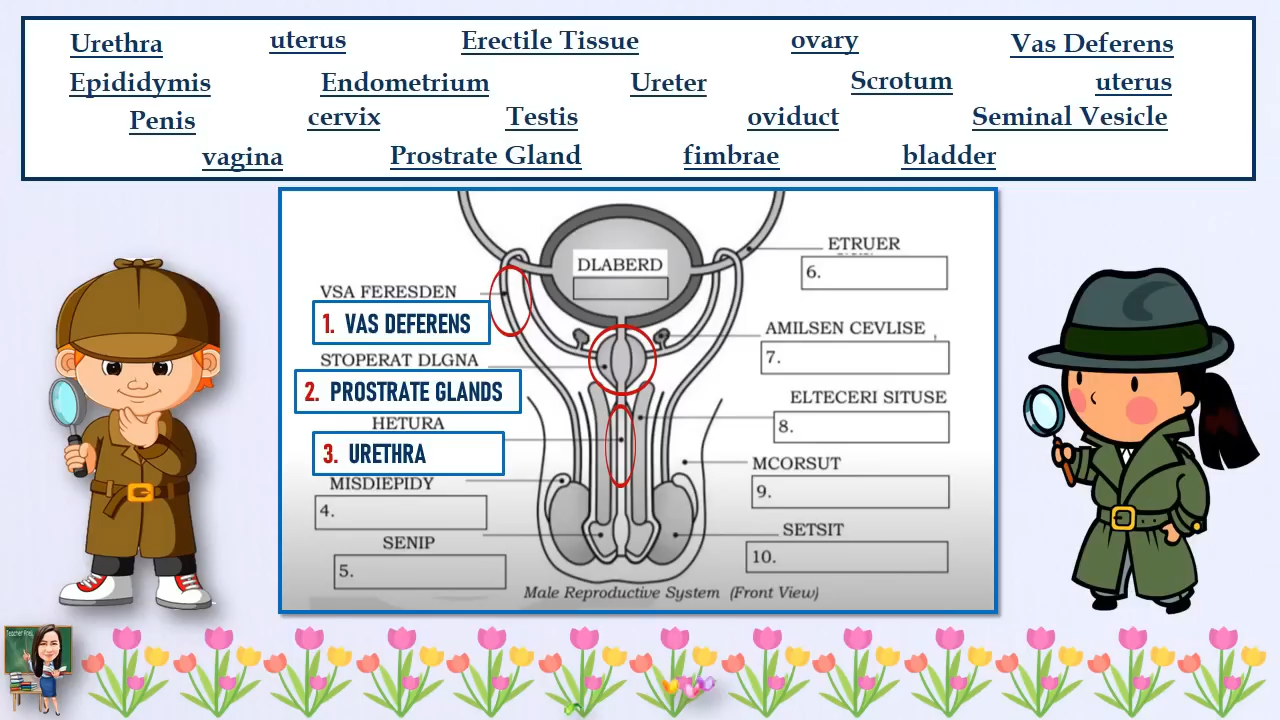 Urethra uterus Erectile Tissue ovary Vas Deferens
Epididymis Endometrium Ureter Scrotum uterus
Penis cervix Testis oviduct Seminal Vesicle
vagina Prostrate Gland fimbrae bladder
DLABERD
VSA FERESDEN
1. VAS DEFERENS
STOPERAT DLGNA
2. PROSTRATE GLANDS
HETURA
3. URETHRA
MISDIEPIDY
4.
SENIP
5.
ETRUER
6.
AMILSEN CEVLISE
7.
ELTECERI SITUSE
8.
MCORSUT
9.
SETSIT
10.
Male Reproductive System (Front View)